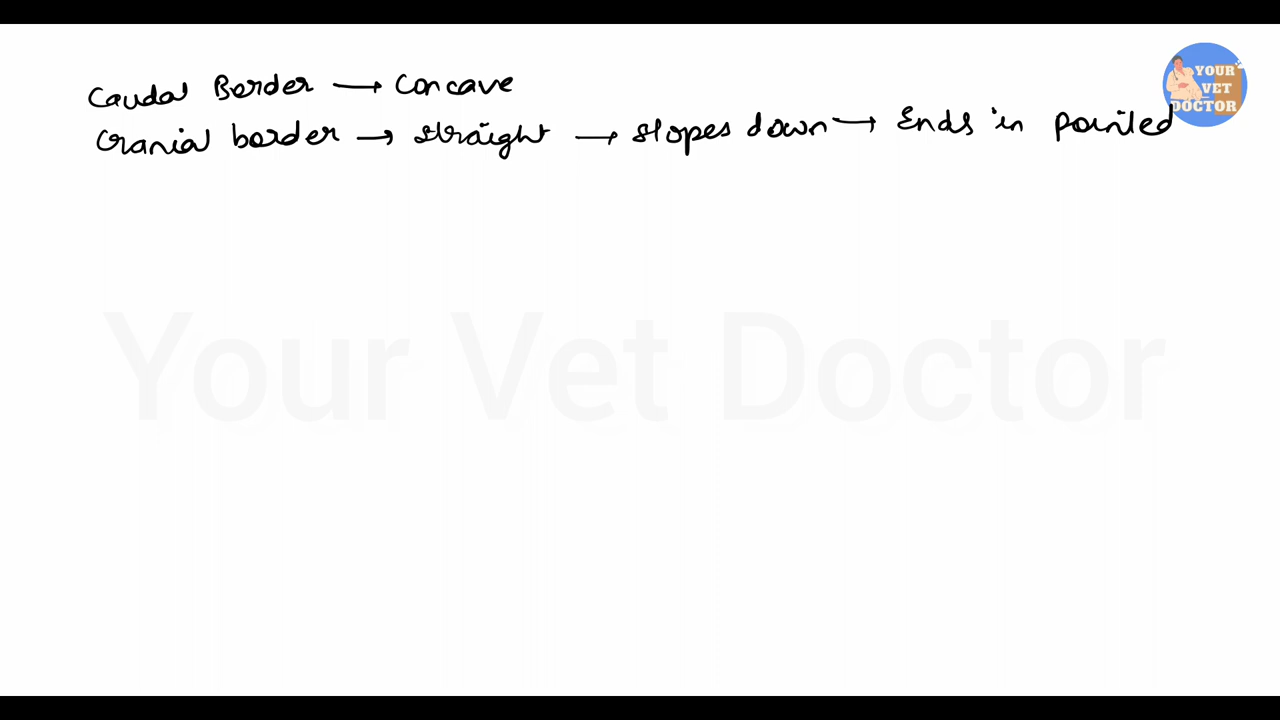 Caudal Border → Concave
Cranial border → straight → slopes down → Ends in pointed
YOUR
VET
DOCTOR
Your Vet Doctor